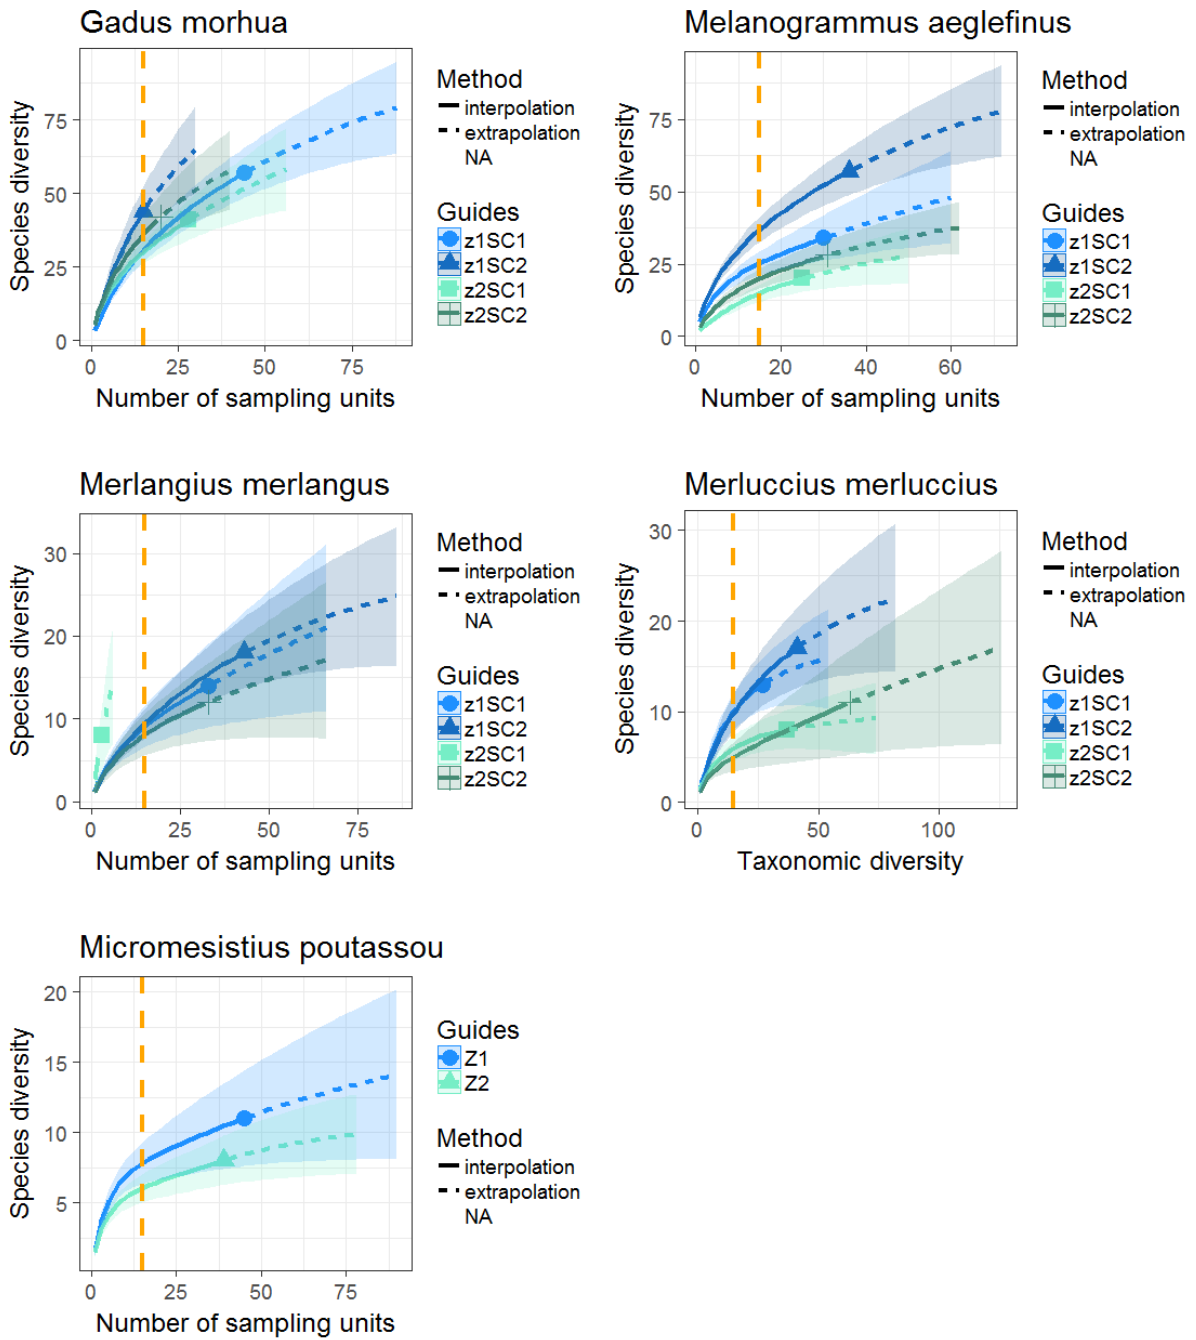 Gadus morhua
Species diversity
75
50
25
0
0 25 50 75
Number of sampling units
Method
interpolation
extrapolation
NA
Guides
z1SC1
z1SC2
z2SC1
z2SC2
Melanogrammus aeglefinus
Species diversity
75
50
25
0
0 20 40 60
Number of sampling units
Method
interpolation
extrapolation
NA
Guides
z1SC1
z1SC2
z2SC1
z2SC2
Merlangius merlangus
Species diversity
30
20
10
0
0 25 50 75
Number of sampling units
Method
interpolation
extrapolation
NA
Guides
z1SC1
z1SC2
z2SC1
z2SC2
Merluccius merluccius
Species diversity
30
20
10
0
0 50 100
Taxonomic diversity
Method
interpolation
extrapolation
NA
Guides
z1SC1
z1SC2
z2SC1
z2SC2
Micromesistius poutassou
Species diversity
20
15
10
5
0 25 50 75
Number of sampling units
Guides
Z1
Z2
Method
interpolation
extrapolation
NA